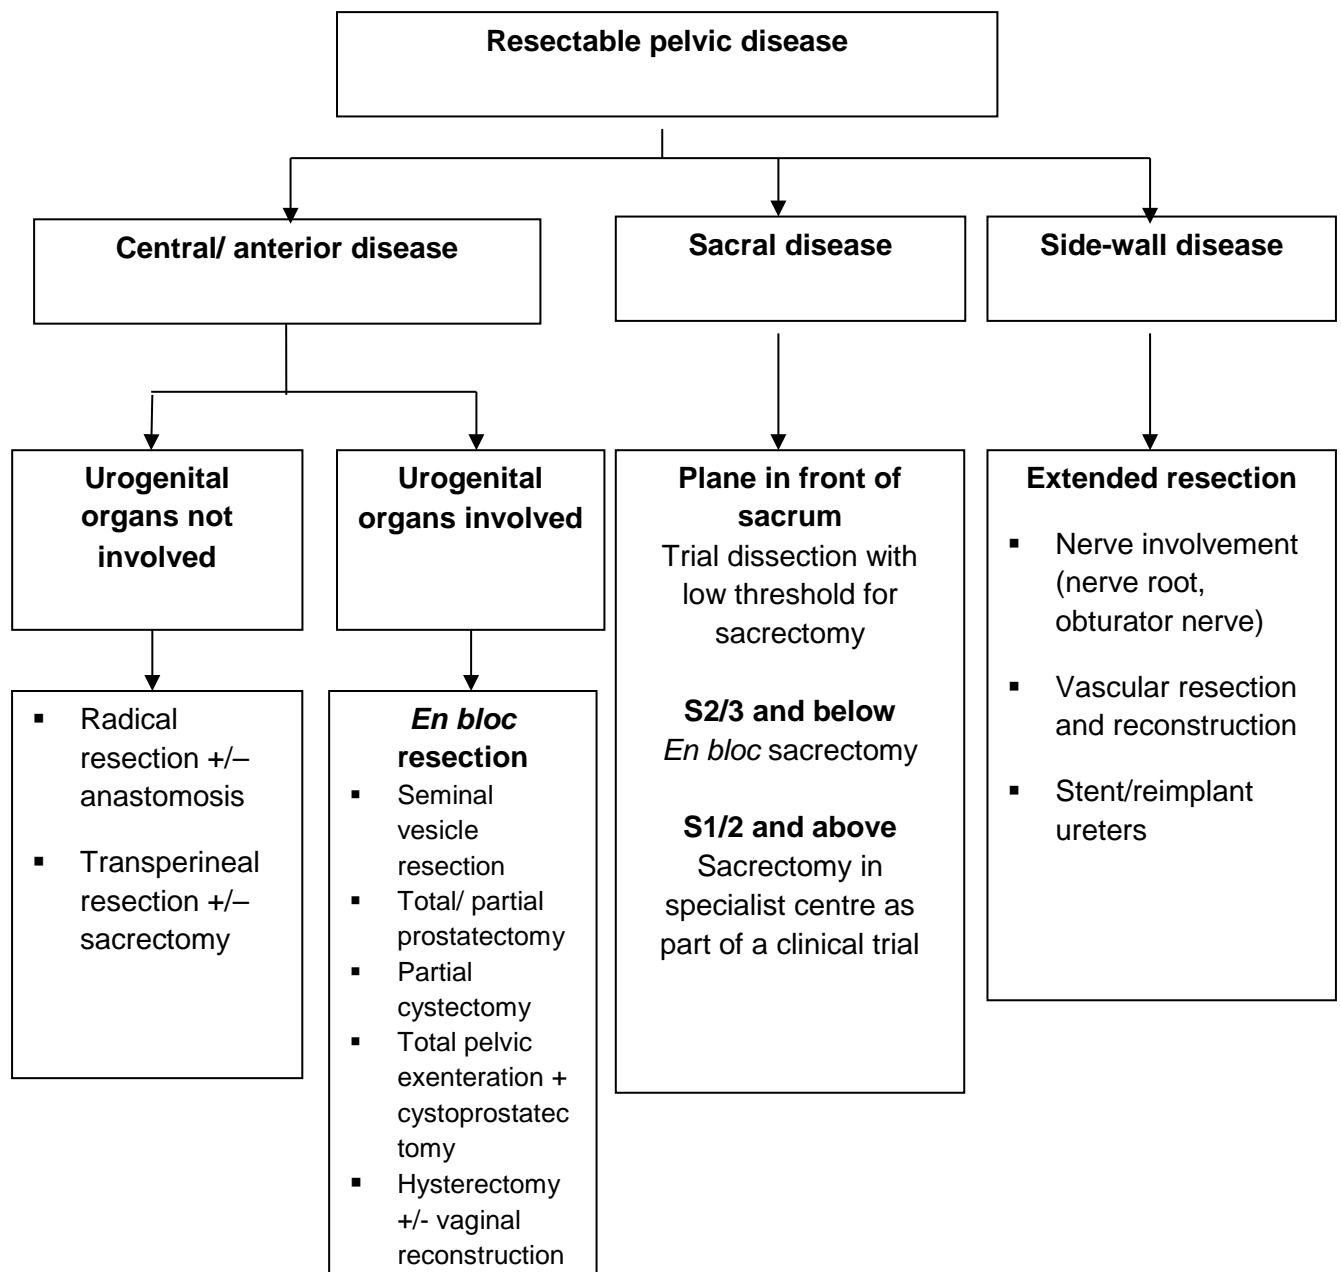 Resectable pelvic disease
Central/ anterior disease
Sacral disease
Side-wall disease
Urogenital
organs not
involved
Urogenital
organs involved
Plane in front of
sacrum
Trial dissection with
low threshold for
sacrectomy
S2/3 and below
En bloc sacrectomy
S1/2 and above
Sacrectomy in
specialist centre as
part of a clinical trial
Extended resection
▪ Nerve involvement
(nerve root,
obturator nerve)
▪ Vascular resection
and reconstruction
▪ Stent/reimplant
ureters
▪ Radical
resection +/–
anastomosis
▪ Transperineal
resection +/–
sacrectomy
En bloc
resection
▪ Seminal
vesicle
resection
▪ Total/ partial
prostatectomy
▪ Partial
cystectomy
▪ Total pelvic
exenteration +
cystoprostatec
tomy
▪ Hysterectomy
+/- vaginal
reconstruction